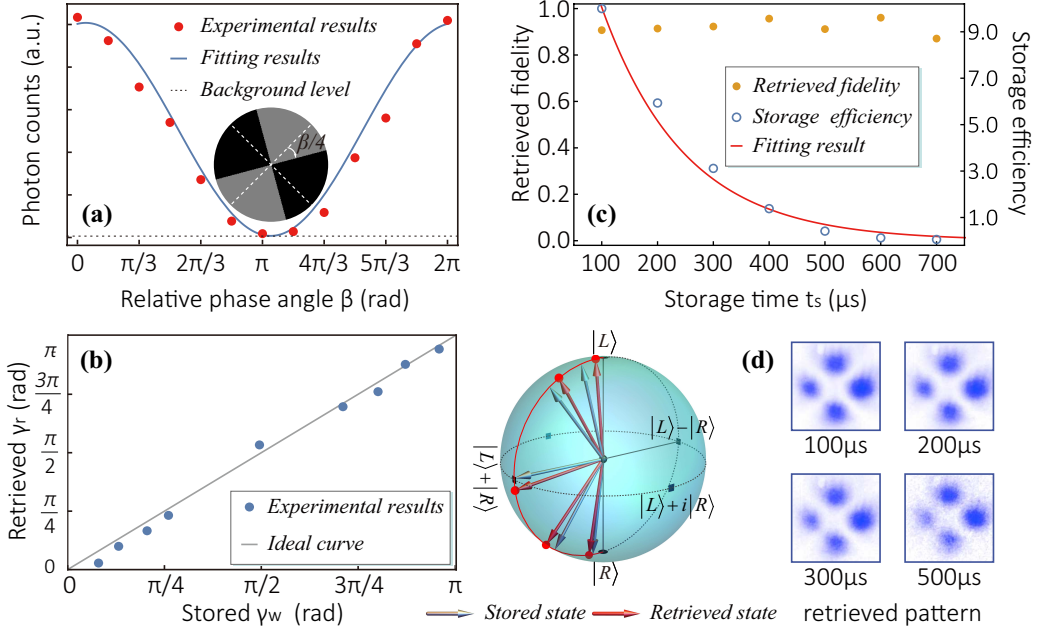 (a)
Photon counts (a.u.)
Experimental results
Fitting results
Background level
β/4
0 π/3 2π/3 π 4π/3 5π/3 2π
Relative phase angle β (rad)
(c)
Retrieved fidelity
1.0
0.8
0.6
0.4
0.2
0.0
9.0
7.0
5.0
3.0
1.0
Storage efficiency
Retrieved fidelity
Storage efficiency
Fitting result
100 200 300 400 500 600 700
Storage time ts (μs)
(b)
Retrieved γr (rad)
π
3π/4
π/2
π/4
0
Experimental results
Ideal curve
0 π/4 π/2 3π/4 π
Stored γw (rad)
|L⟩
|L⟩−|R⟩
|L⟩+|R⟩
|L⟩+i|R⟩
|R⟩
Stored state
Retrieved state
(d)
100μs 200μs
300μs 500μs
retrieved pattern